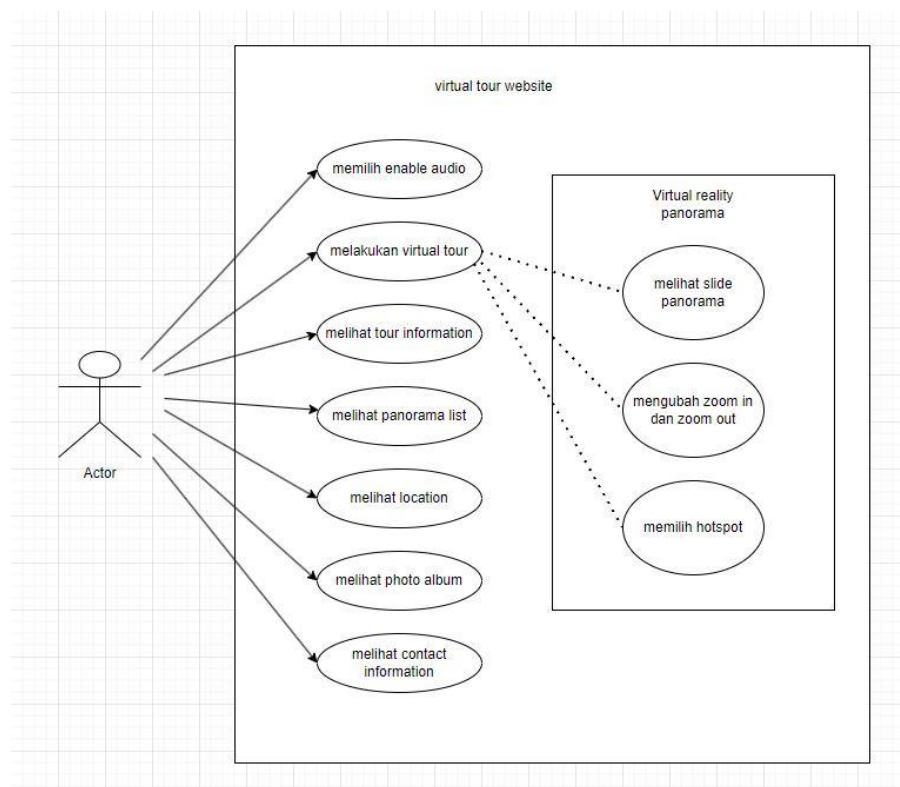 virtual tour website
memilih enable audio
melakukan virtual tour
melihat tour information
melihat panorama list
melihat location
melihat photo album
melihat contact
information
Virtual reality
panorama
melihat slide
panorama
mengubah zoom in
dan zoom out
memilih hotspot
Actor